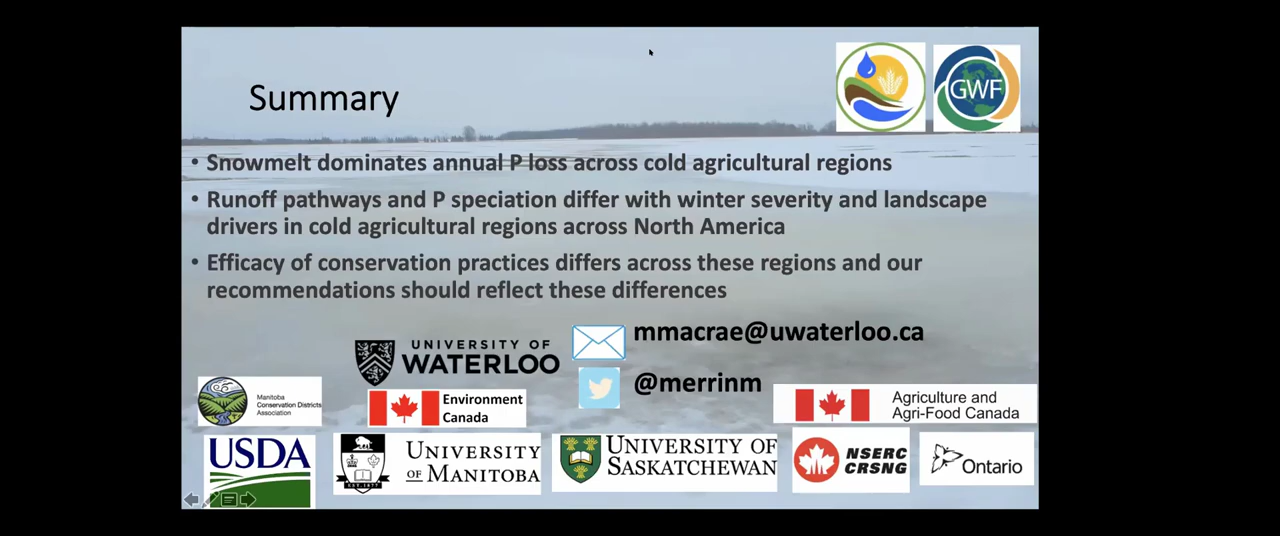 GWF
Summary
• Snowmelt dominates annual P loss across cold agricultural regions
• Runoff pathways and P speciation differ with winter severity and landscape
drivers in cold agricultural regions across North America
• Efficacy of conservation practices differs across these regions and our
recommendations should reflect these differences
mmacrae@uwaterloo.ca
UNIVERSITY OF
WATERLOO
@merrinm
Manitoba
Conservation Districts
Association
Environment
Canada
Agriculture and
Agri-Food Canada
USDA
UNIVERSITY
OF MANITOBA
EST. 1877
UNIVERSITY OF
SASKATCHEWAN
NSERC
CRSNG
Ontario